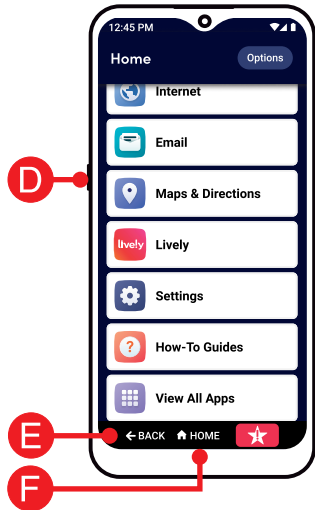 12:45 PM
Home
Options
Internet
Email
Maps & Directions
lively
Lively
Settings
?
How-To Guides
View All Apps
D
E
BACK
HOME
F